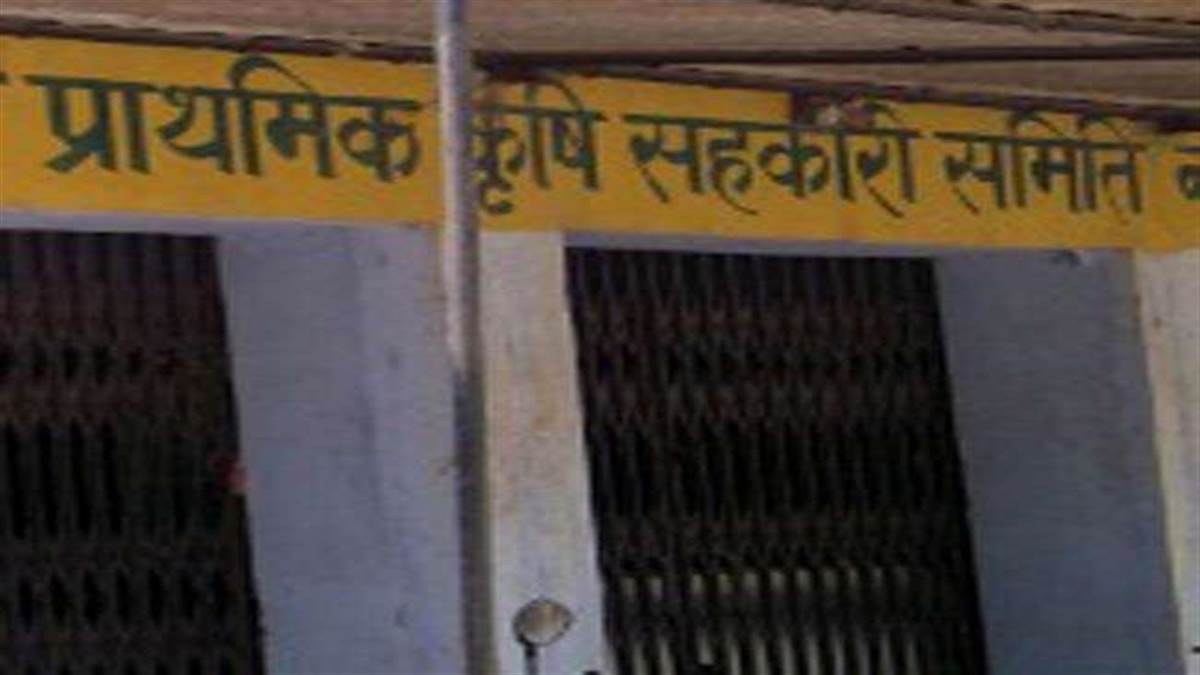 प्राथमिक कृषि सहकारी समिति